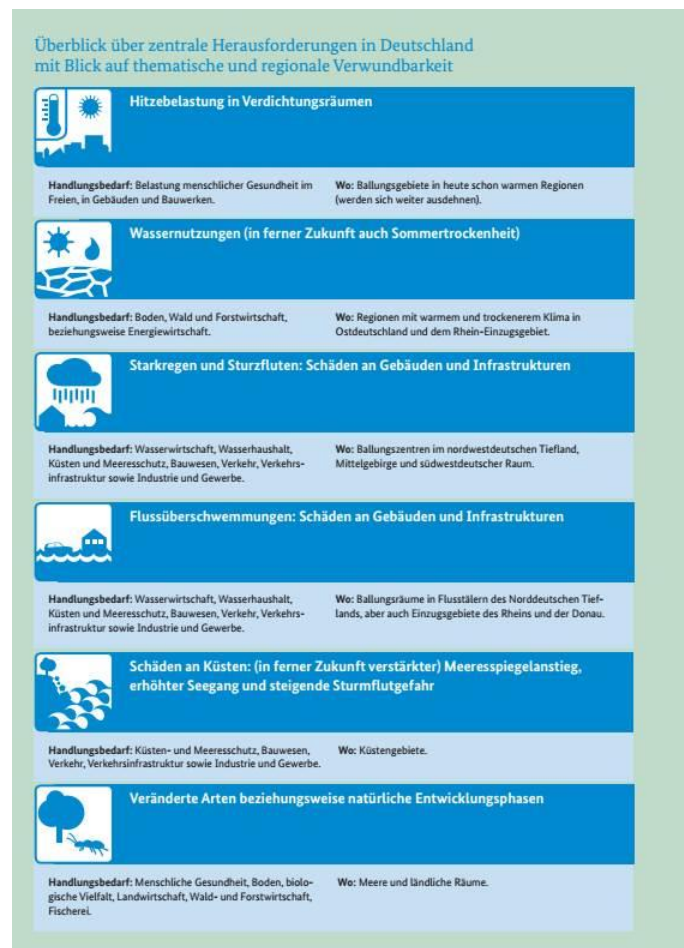 Überblick über zentrale Herausforderungen in Deutschland
mit Blick auf thematische und regionale Verwundbarkeit
Hitzebelastung in Verdichtungsräumen
Handlungsbedarf: Belastung menschlicher Gesundheit im
Freien, in Gebäuden und Bauwerken.
Wo: Ballungsgebiete in heute schon warmen Regionen
(werden sich weiter ausdehnen).
Wassernutzungen (in ferner Zukunft auch Sommertrockenheit)
Handlungsbedarf: Boden, Wald und Forstwirtschaft,
beziehungsweise Energiewirtschaft.
Wo: Regionen mit warmem und trockenerem Klima in
Ostdeutschland und dem Rhein-Einzugsgebiet.
Starkregen und Sturzfluten: Schäden an Gebäuden und Infrastrukturen
Handlungsbedarf: Wasserwirtschaft, Wasserhaushalt,
Küsten und Meeresschutz, Bauwesen, Verkehr, Verkehrs-
infrastruktur sowie Industrie und Gewerbe.
Wo: Ballungszentren im nordwestdeutschen Tiefland,
Mittelgebirge und südwestdeutscher Raum.
Flussüberschwemmungen: Schäden an Gebäuden und Infrastrukturen
Handlungsbedarf: Wasserwirtschaft, Wasserhaushalt,
Küsten und Meeresschutz, Bauwesen, Verkehr, Verkehrs-
infrastruktur sowie Industrie und Gewerbe.
Wo: Ballungsräume in Flusstälern des Norddeutschen Tief-
lands, aber auch Einzugsgebiete des Rheins und der Donau.
Schäden an Küsten: (in ferner Zukunft verstärkter) Meeresspiegelanstieg,
erhöhter Seegang und steigende Sturmflutgefahr
Handlungsbedarf: Küsten- und Meeresschutz, Bauwesen,
Verkehr, Verkehrsinfrastruktur sowie Industrie und Gewerbe.
Wo: Küstengebiete.
Veränderte Arten beziehungsweise natürliche Entwicklungsphasen
Handlungsbedarf: Menschliche Gesundheit, Boden, biolo-
gische Vielfalt, Landwirtschaft, Wald- und Forstwirtschaft,
Fischerei.
Wo: Meere und ländliche Räume.